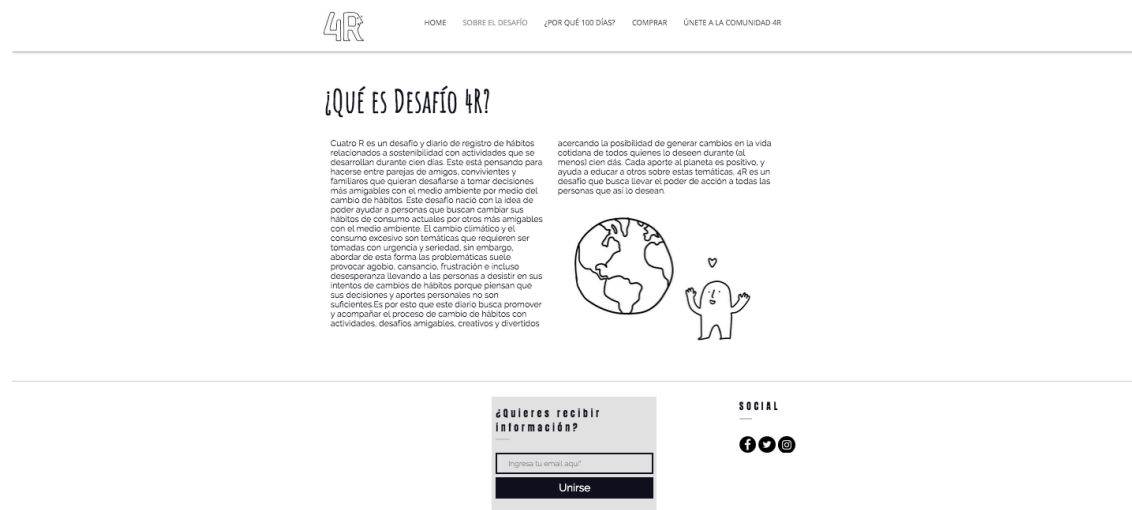 4R
HOME SOBRE EL DESAFÍO ¿POR QUÉ 100 DÍAS? COMPRAR ÚNETE A LA COMUNIDAD 4R
¿Qué es Desafío 4R?
Cuatro R es un desafío y diario de registro de hábitos
relacionados a sostenibilidad con actividades que se
desarrollan durante cien días. Este está pensando para
hacerse entre parejas de amigos, convivientes y
familiares que quieran desafiarse a tomar decisiones
más amigables con el medio ambiente por medio del
cambio de hábitos. Este desafío nació con la idea de
poder ayudar a personas que buscan cambiar sus
hábitos de consumo actuales por otros más amigables
con el medio ambiente. El cambio climático y el
consumo excesivo son temáticas que requieren ser
tomadas con urgencia y seriedad, sin embargo,
abordar de esta forma las problemáticas suele
provocar agobio, cansancio, frustración e incluso
desesperanza llevando a las personas a desistir en sus
intentos de cambios de hábitos porque piensan que
sus decisiones y aportes personales no son
suficientes.Es por esto que este diario busca promover
y acompañar el proceso de cambio de hábitos con
actividades, desafíos amigables, creativos y divertidos
acercando la posibilidad de generar cambios en la vida
cotidana de todos quienes lo deseen durante (al
menos) cien dás. Cada aporte al planeta es positivo, y
ayuda a educar a otros sobre estas temáticas. 4R es un
desafío que busca llevar el poder de acción a todas las
personas que así lo desean.
¿Quieres recibir
información?
Ingresa tu email aquí*
Unirse
SOCIAL